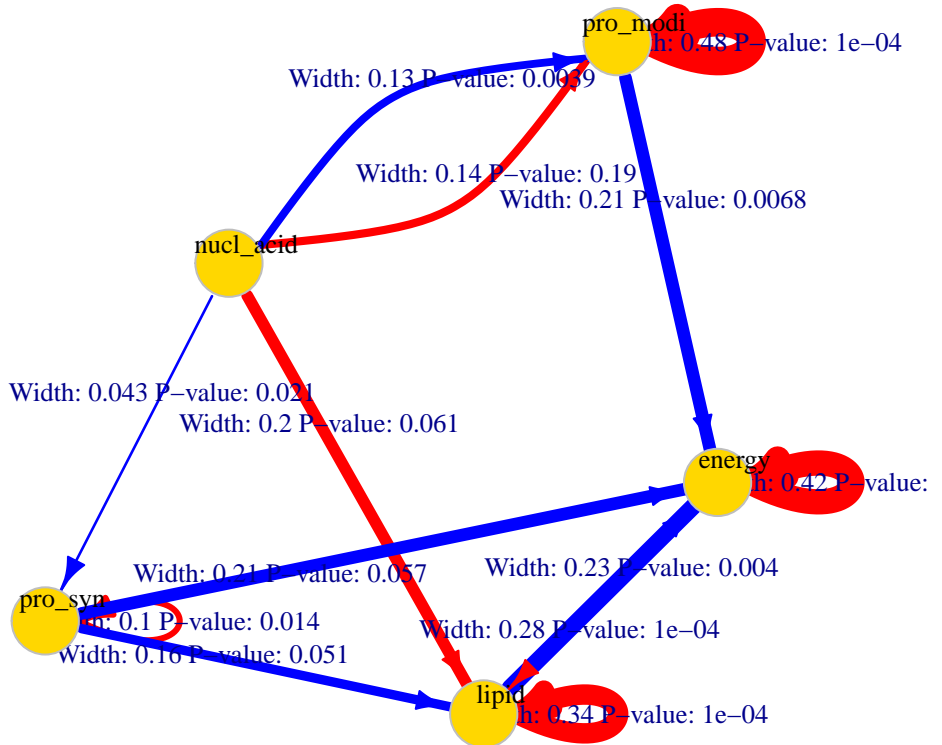 pro_modi
h: 0.48 P−value: 1e−04
Width: 0.13 P−value: 0.0039
Width: 0.14 P−value: 0.19
Width: 0.21 P−value: 0.0068
nucl_acid
Width: 0.043 P−value: 0.021
Width: 0.2 P−value: 0.061
energy
h: 0.42 P−value:
Width: 0.21 P−value: 0.057
Width: 0.23 P−value: 0.004
pro_syn
h: 0.1 P−value: 0.014
Width: 0.28 P−value: 1e−04
Width: 0.16 P−value: 0.051
lipid
h: 0.34 P−value: 1e−04